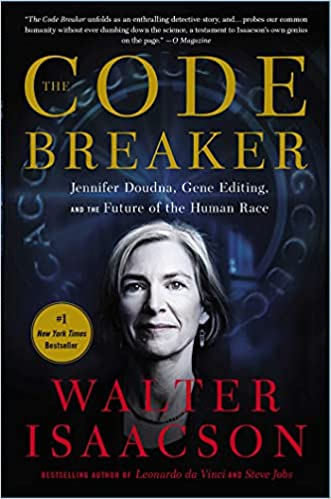 "The Code Breaker unfolds as an enthralling detective story, and... probes our common
humanity without ever dumbing down the science, a testament to Isaacson's own genius
on the page." —O Magazine
THE
CODE
BREAKER
Jennifer Doudna, Gene Editing,
AND THE Future of the Human Race
#1
New York Times
Bestseller
WALTER
ISAACSON
BESTSELLING AUTHOR OF Leonardo da Vinci AND Steve Jobs